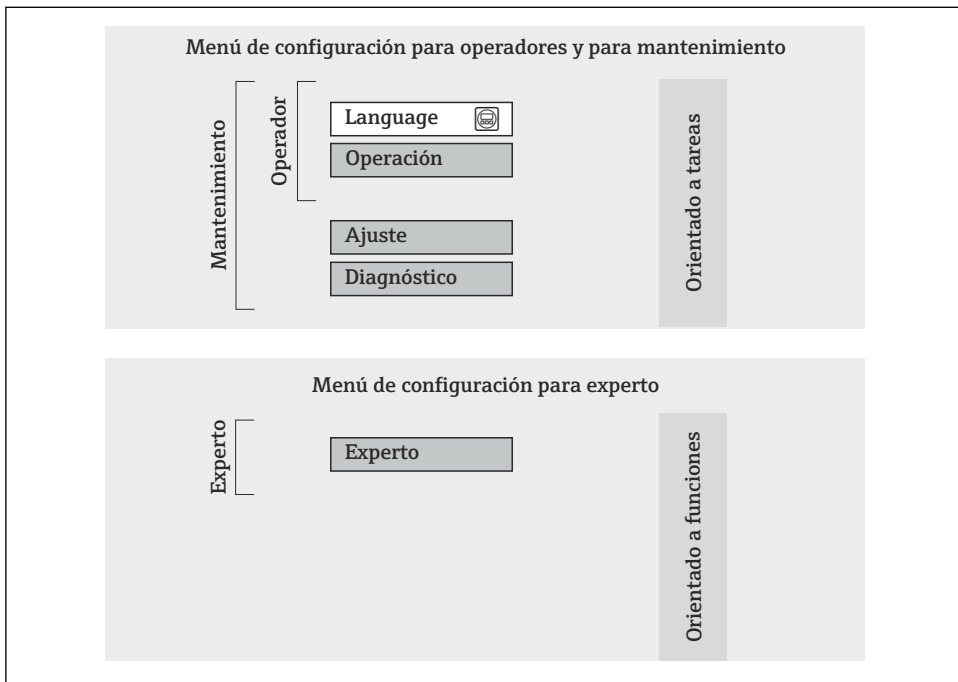 Menú de configuración para operadores y para mantenimiento
Mantenimiento
Operador
Language
Operación
Ajuste
Diagnóstico
Orientado a tareas
Menú de configuración para experto
Experto
Experto
Orientado a funciones